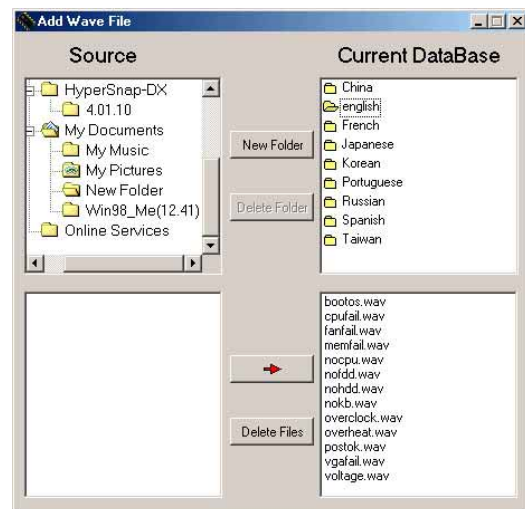 Add Wave File
Source
Current DataBase
HyperSnap-DX
4.01.10
My Documents
My Music
My Pictures
New Folder
Win98_Me(12.41)
Online Services
New Folder
Delete Folder
China
english
French
Japanese
Korean
Portuguese
Russian
Spanish
Taiwan
Delete Files
bootos.wav
cpufail.wav
fanfail.wav
memfail.wav
nocpu.wav
nofdd.wav
nohdd.wav
nokb.wav
overclock.wav
overheat.wav
postok.wav
vgafail.wav
voltage.wav